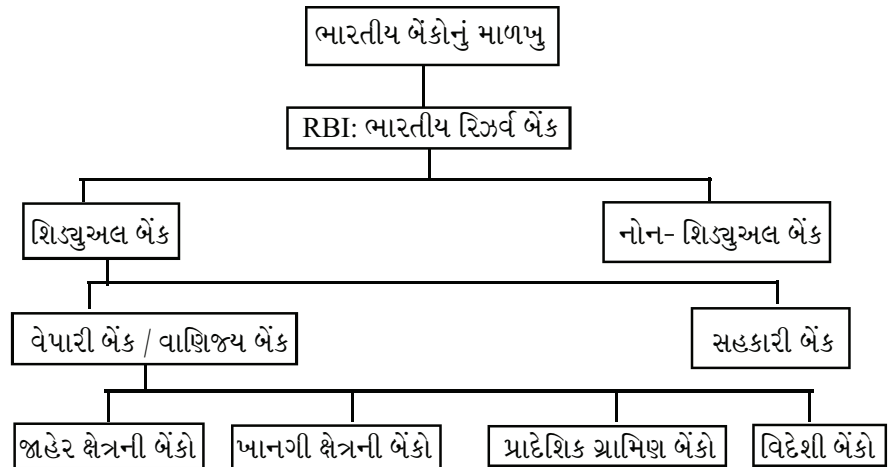 ભારતીય બેંકોનું માળખુ
RBI: ભારતીય રિઝર્વ બેંક
શિડ્યુઅલ બેંક
નોન- શિડ્યુઅલ બેંક
વેપારી બેંક / વાણિજ્ય બેંક
સહકારી બેંક
જાહેર ક્ષેત્રની બેંકો
ખાનગી ક્ષેત્રની બેંકો
પ્રાદેશિક ગ્રામિણ બેંકો
વિદેશી બેંકો